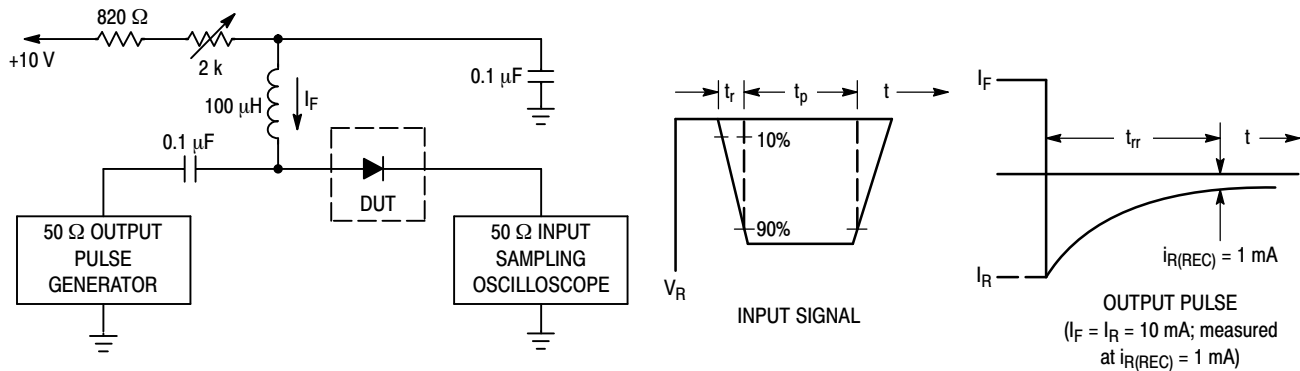 820 Ω
+10 V
2 k
0.1 μF
100 μH
I_F
0.1 μF
DUT
50 Ω OUTPUT
PULSE
GENERATOR
50 Ω INPUT
SAMPLING
OSCILLOSCOPE
t_r
t_p
t
10%
90%
V_R
INPUT SIGNAL
I_F
t_rr
t
I_R
i_R(REC) = 1 mA
OUTPUT PULSE
(I_F = I_R = 10 mA; measured
at i_R(REC) = 1 mA)